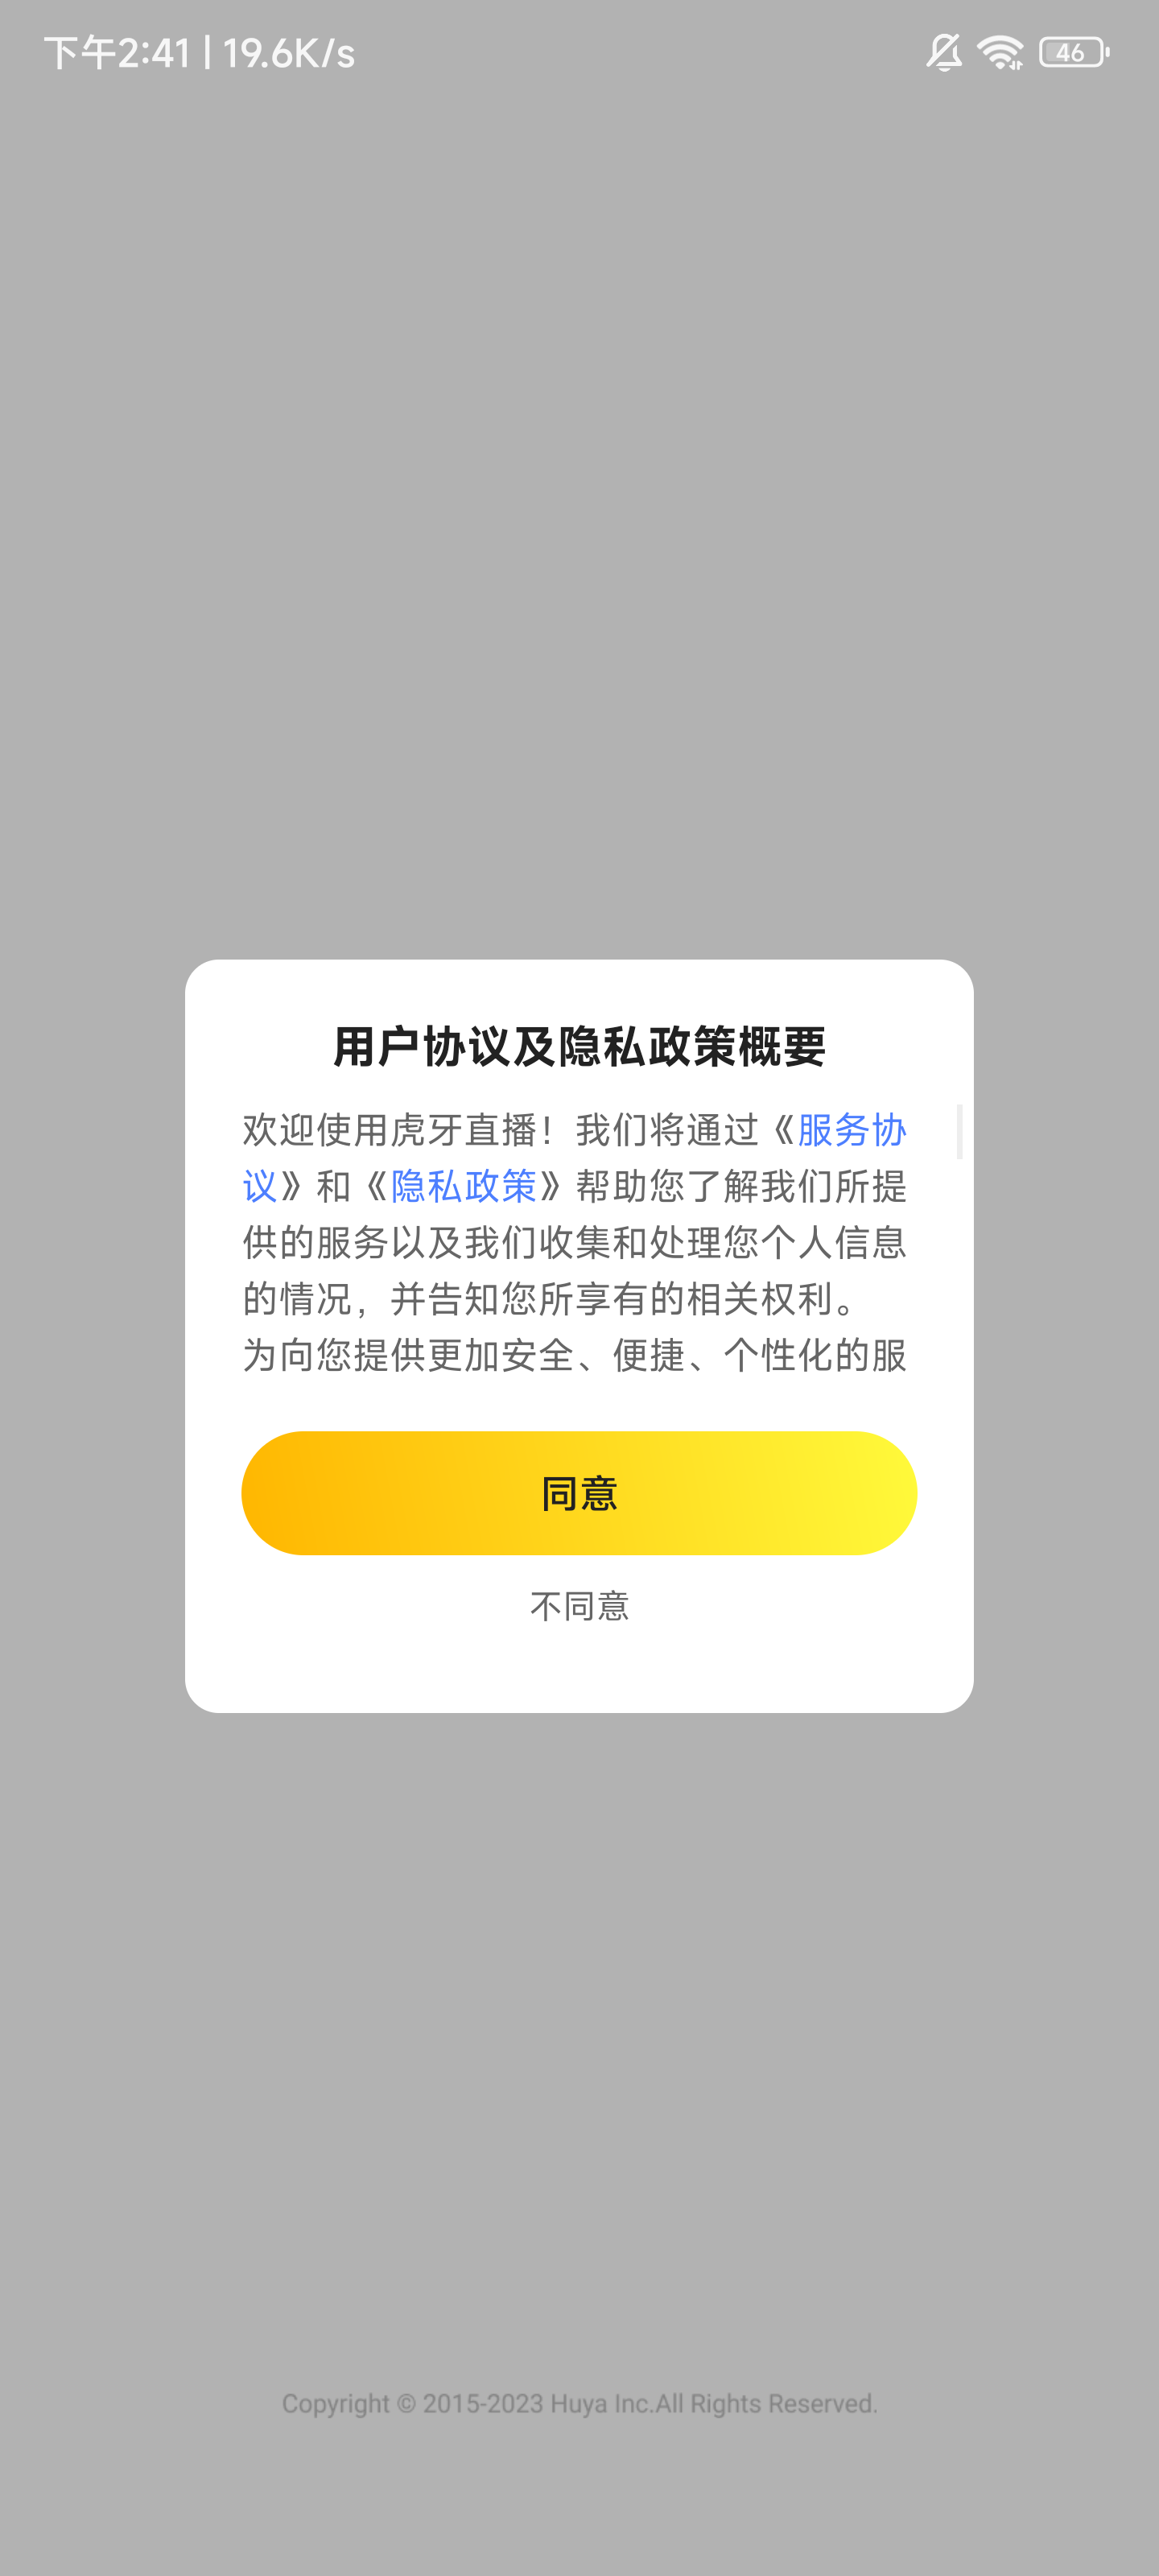 下午2:41 | 19.6K/s
46
用户协议及隐私政策概要
欢迎使用虎牙直播！我们将通过《服务协
议》和《隐私政策》帮助您了解我们所提
供的服务以及我们收集和处理您个人信息
的情况，并告知您所享有的相关权利。
为向您提供更加安全、便捷、个性化的服
同意
不同意
Copyright © 2015-2023 Huya Inc.All Rights Reserved.